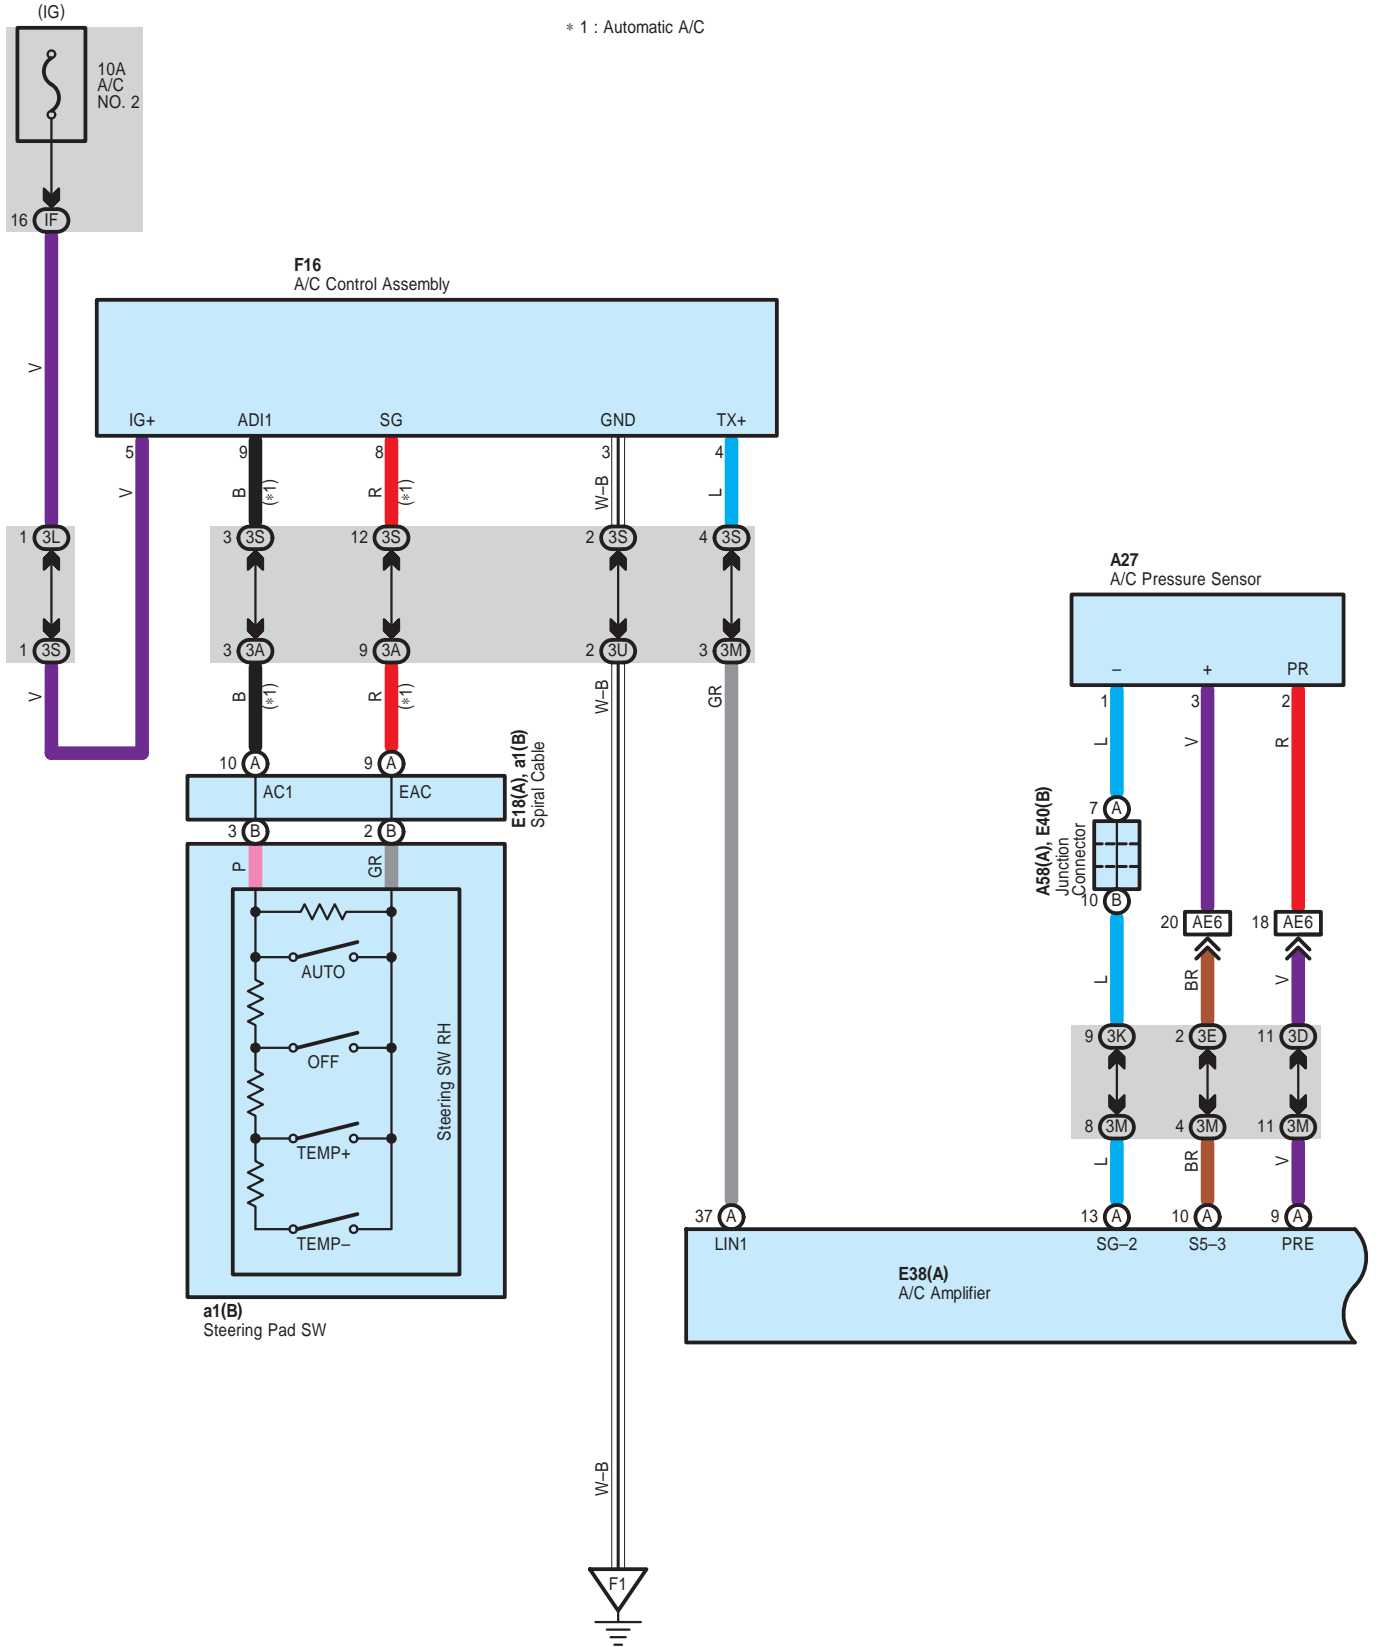 (IG)
* 1 : Automatic A/C
10A
A/C
NO. 2
16 IF
V
F16
A/C Control Assembly
IG+ ADI1 SG GND TX+
5 9 8 3 4
V B (*1) R (*1) W–B L
1 3L 3 3S 12 3S 2 3S 4 3S
1 3S 3 3A 9 3A 2 3U 3 3M
V B (*1) R (*1) W–B GR
10 A 9 A
AC1 EAC
E18(A), a1(B)
Spiral Cable
3 B 2 B
P GR
AUTO
OFF
TEMP+
TEMP–
Steering SW RH
a1(B)
Steering Pad SW
A27
A/C Pressure Sensor
– + PR
1 3 2
L V R
7 A
A58(A), E40(B)
Junction
Connector
10 B
20 AE6 18 AE6
L BR V
9 3K 2 3E 11 3D
8 3M 4 3M 11 3M
L BR V
37 A 13 A 10 A 9 A
LIN1 SG–2 S5–3 PRE
E38(A)
A/C Amplifier
W–B
F1